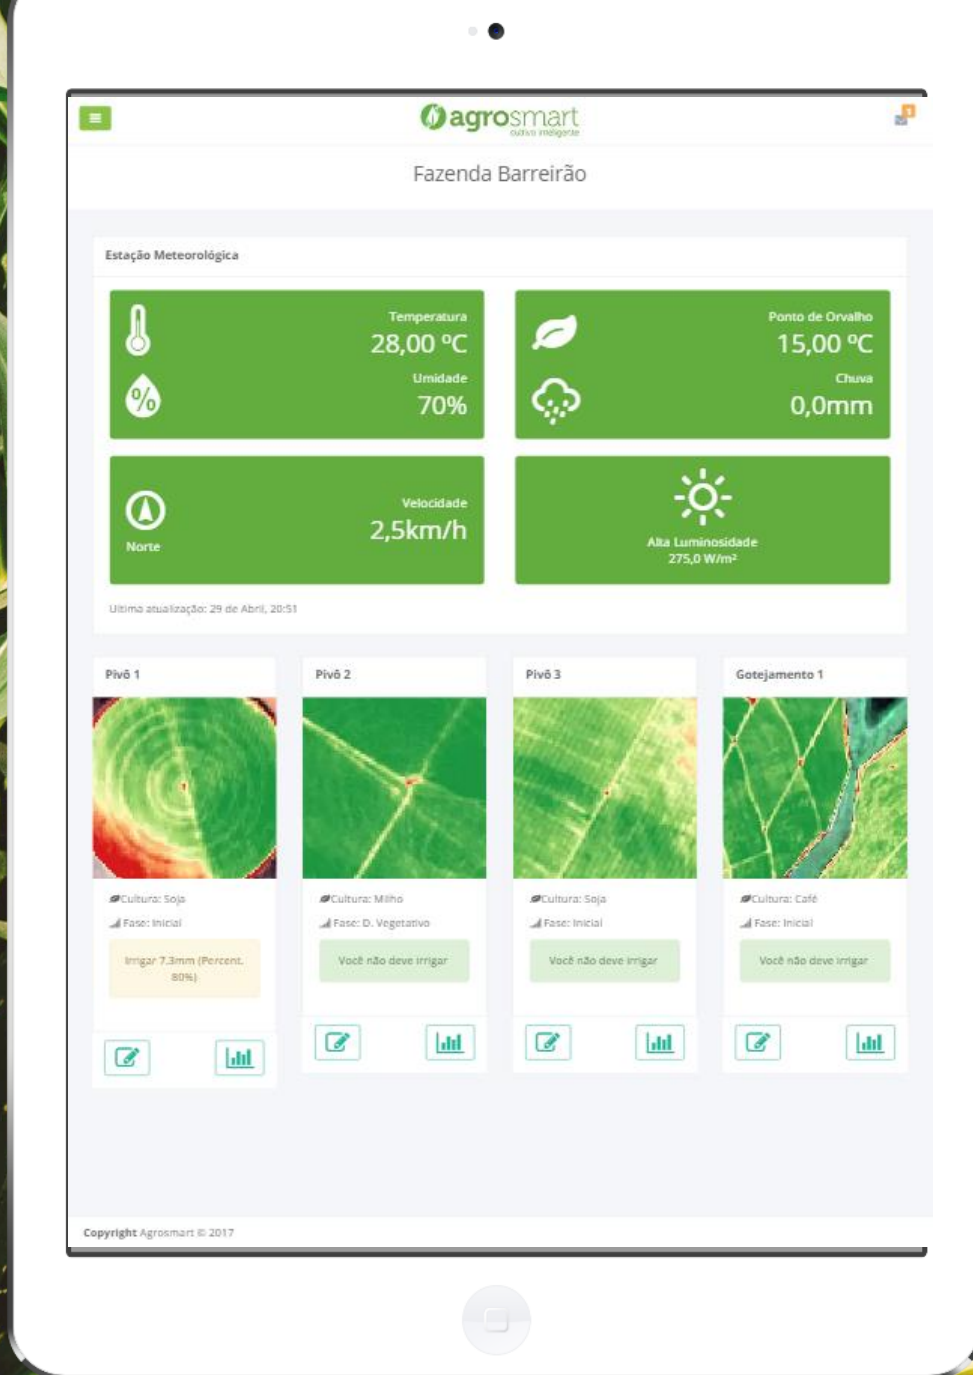 1
agrosmart
cultivo inteligente
Fazenda Barreirão
Estação Meteorológica
Temperatura
28,00 ºC
Umidade
%
70%
Ponto de Orvalho
15,00 ºC
Chuva
0,0mm
Velocidade
2,5km/h
Norte
Alta Luminosidade
275,0 W/m²
Ultima atualização: 29 de Abril, 20:51
Pivô 1
Cultura: Soja
Fase: Inicial
Irrigar 7.3mm (Percent.
80%)
Pivô 2
Cultura: Milho
Fase: D. Vegetativo
Você não deve irrigar
Pivô 3
Cultura: Soja
Fase: Inicial
Você não deve irrigar
Gotejamento 1
Cultura: Café
Fase: Inicial
Você não deve irrigar
Copyright Agrosmart © 2017